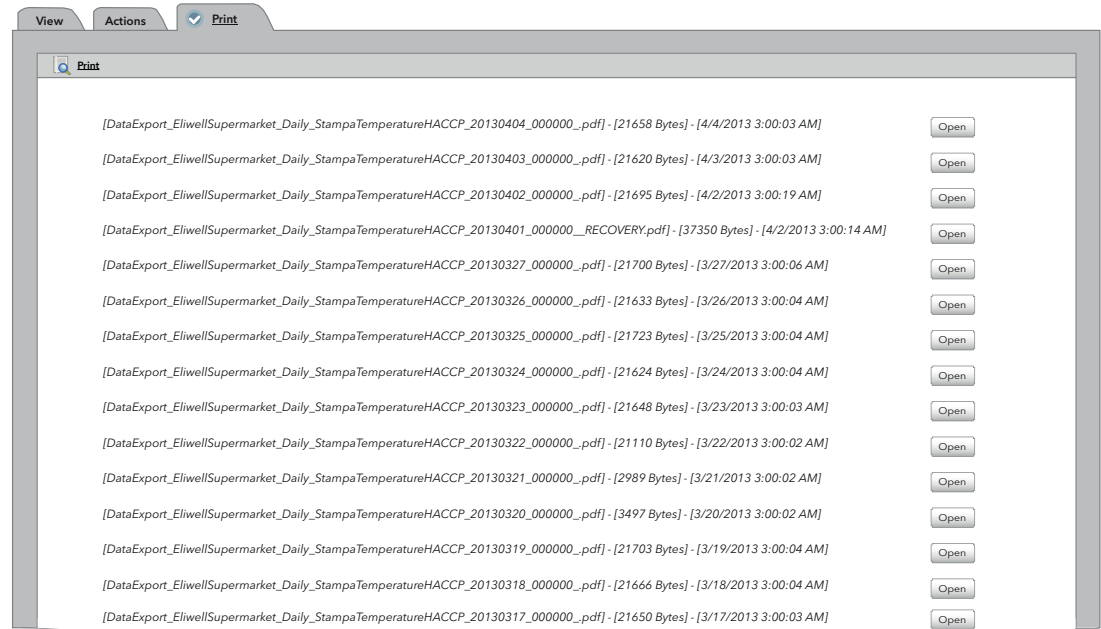 View Actions Print
Print
[DataExport_EliwellSupermarket_Daily_StampaTemperatureHACCP_20130404_000000_.pdf] - [21658 Bytes] - [4/4/2013 3:00:03 AM] Open
[DataExport_EliwellSupermarket_Daily_StampaTemperatureHACCP_20130403_000000_.pdf] - [21620 Bytes] - [4/3/2013 3:00:03 AM] Open
[DataExport_EliwellSupermarket_Daily_StampaTemperatureHACCP_20130402_000000_.pdf] - [21695 Bytes] - [4/2/2013 3:00:19 AM] Open
[DataExport_EliwellSupermarket_Daily_StampaTemperatureHACCP_20130401_000000__RECOVERY.pdf] - [37350 Bytes] - [4/2/2013 3:00:14 AM] Open
[DataExport_EliwellSupermarket_Daily_StampaTemperatureHACCP_20130327_000000_.pdf] - [21700 Bytes] - [3/27/2013 3:00:06 AM] Open
[DataExport_EliwellSupermarket_Daily_StampaTemperatureHACCP_20130326_000000_.pdf] - [21633 Bytes] - [3/26/2013 3:00:04 AM] Open
[DataExport_EliwellSupermarket_Daily_StampaTemperatureHACCP_20130325_000000_.pdf] - [21723 Bytes] - [3/25/2013 3:00:04 AM] Open
[DataExport_EliwellSupermarket_Daily_StampaTemperatureHACCP_20130324_000000_.pdf] - [21624 Bytes] - [3/24/2013 3:00:04 AM] Open
[DataExport_EliwellSupermarket_Daily_StampaTemperatureHACCP_20130323_000000_.pdf] - [21648 Bytes] - [3/23/2013 3:00:03 AM] Open
[DataExport_EliwellSupermarket_Daily_StampaTemperatureHACCP_20130322_000000_.pdf] - [21110 Bytes] - [3/22/2013 3:00:02 AM] Open
[DataExport_EliwellSupermarket_Daily_StampaTemperatureHACCP_20130321_000000_.pdf] - [2989 Bytes] - [3/21/2013 3:00:02 AM] Open
[DataExport_EliwellSupermarket_Daily_StampaTemperatureHACCP_20130320_000000_.pdf] - [3497 Bytes] - [3/20/2013 3:00:02 AM] Open
[DataExport_EliwellSupermarket_Daily_StampaTemperatureHACCP_20130319_000000_.pdf] - [21703 Bytes] - [3/19/2013 3:00:04 AM] Open
[DataExport_EliwellSupermarket_Daily_StampaTemperatureHACCP_20130318_000000_.pdf] - [21666 Bytes] - [3/18/2013 3:00:04 AM] Open
[DataExport_EliwellSupermarket_Daily_StampaTemperatureHACCP_20130317_000000_.pdf] - [21650 Bytes] - [3/17/2013 3:00:03 AM] Open